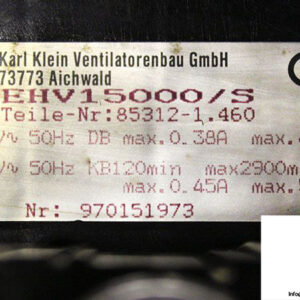 Karl Klein Ventilatorenbau GmbH
73773 Aichwald
EHV15000/S
Teile-Nr:85312-1.460
V~ 50Hz DB max.0.38A max.
V~ 50Hz KB120min max2900m
max.0.45A max.
Nr: 970151973